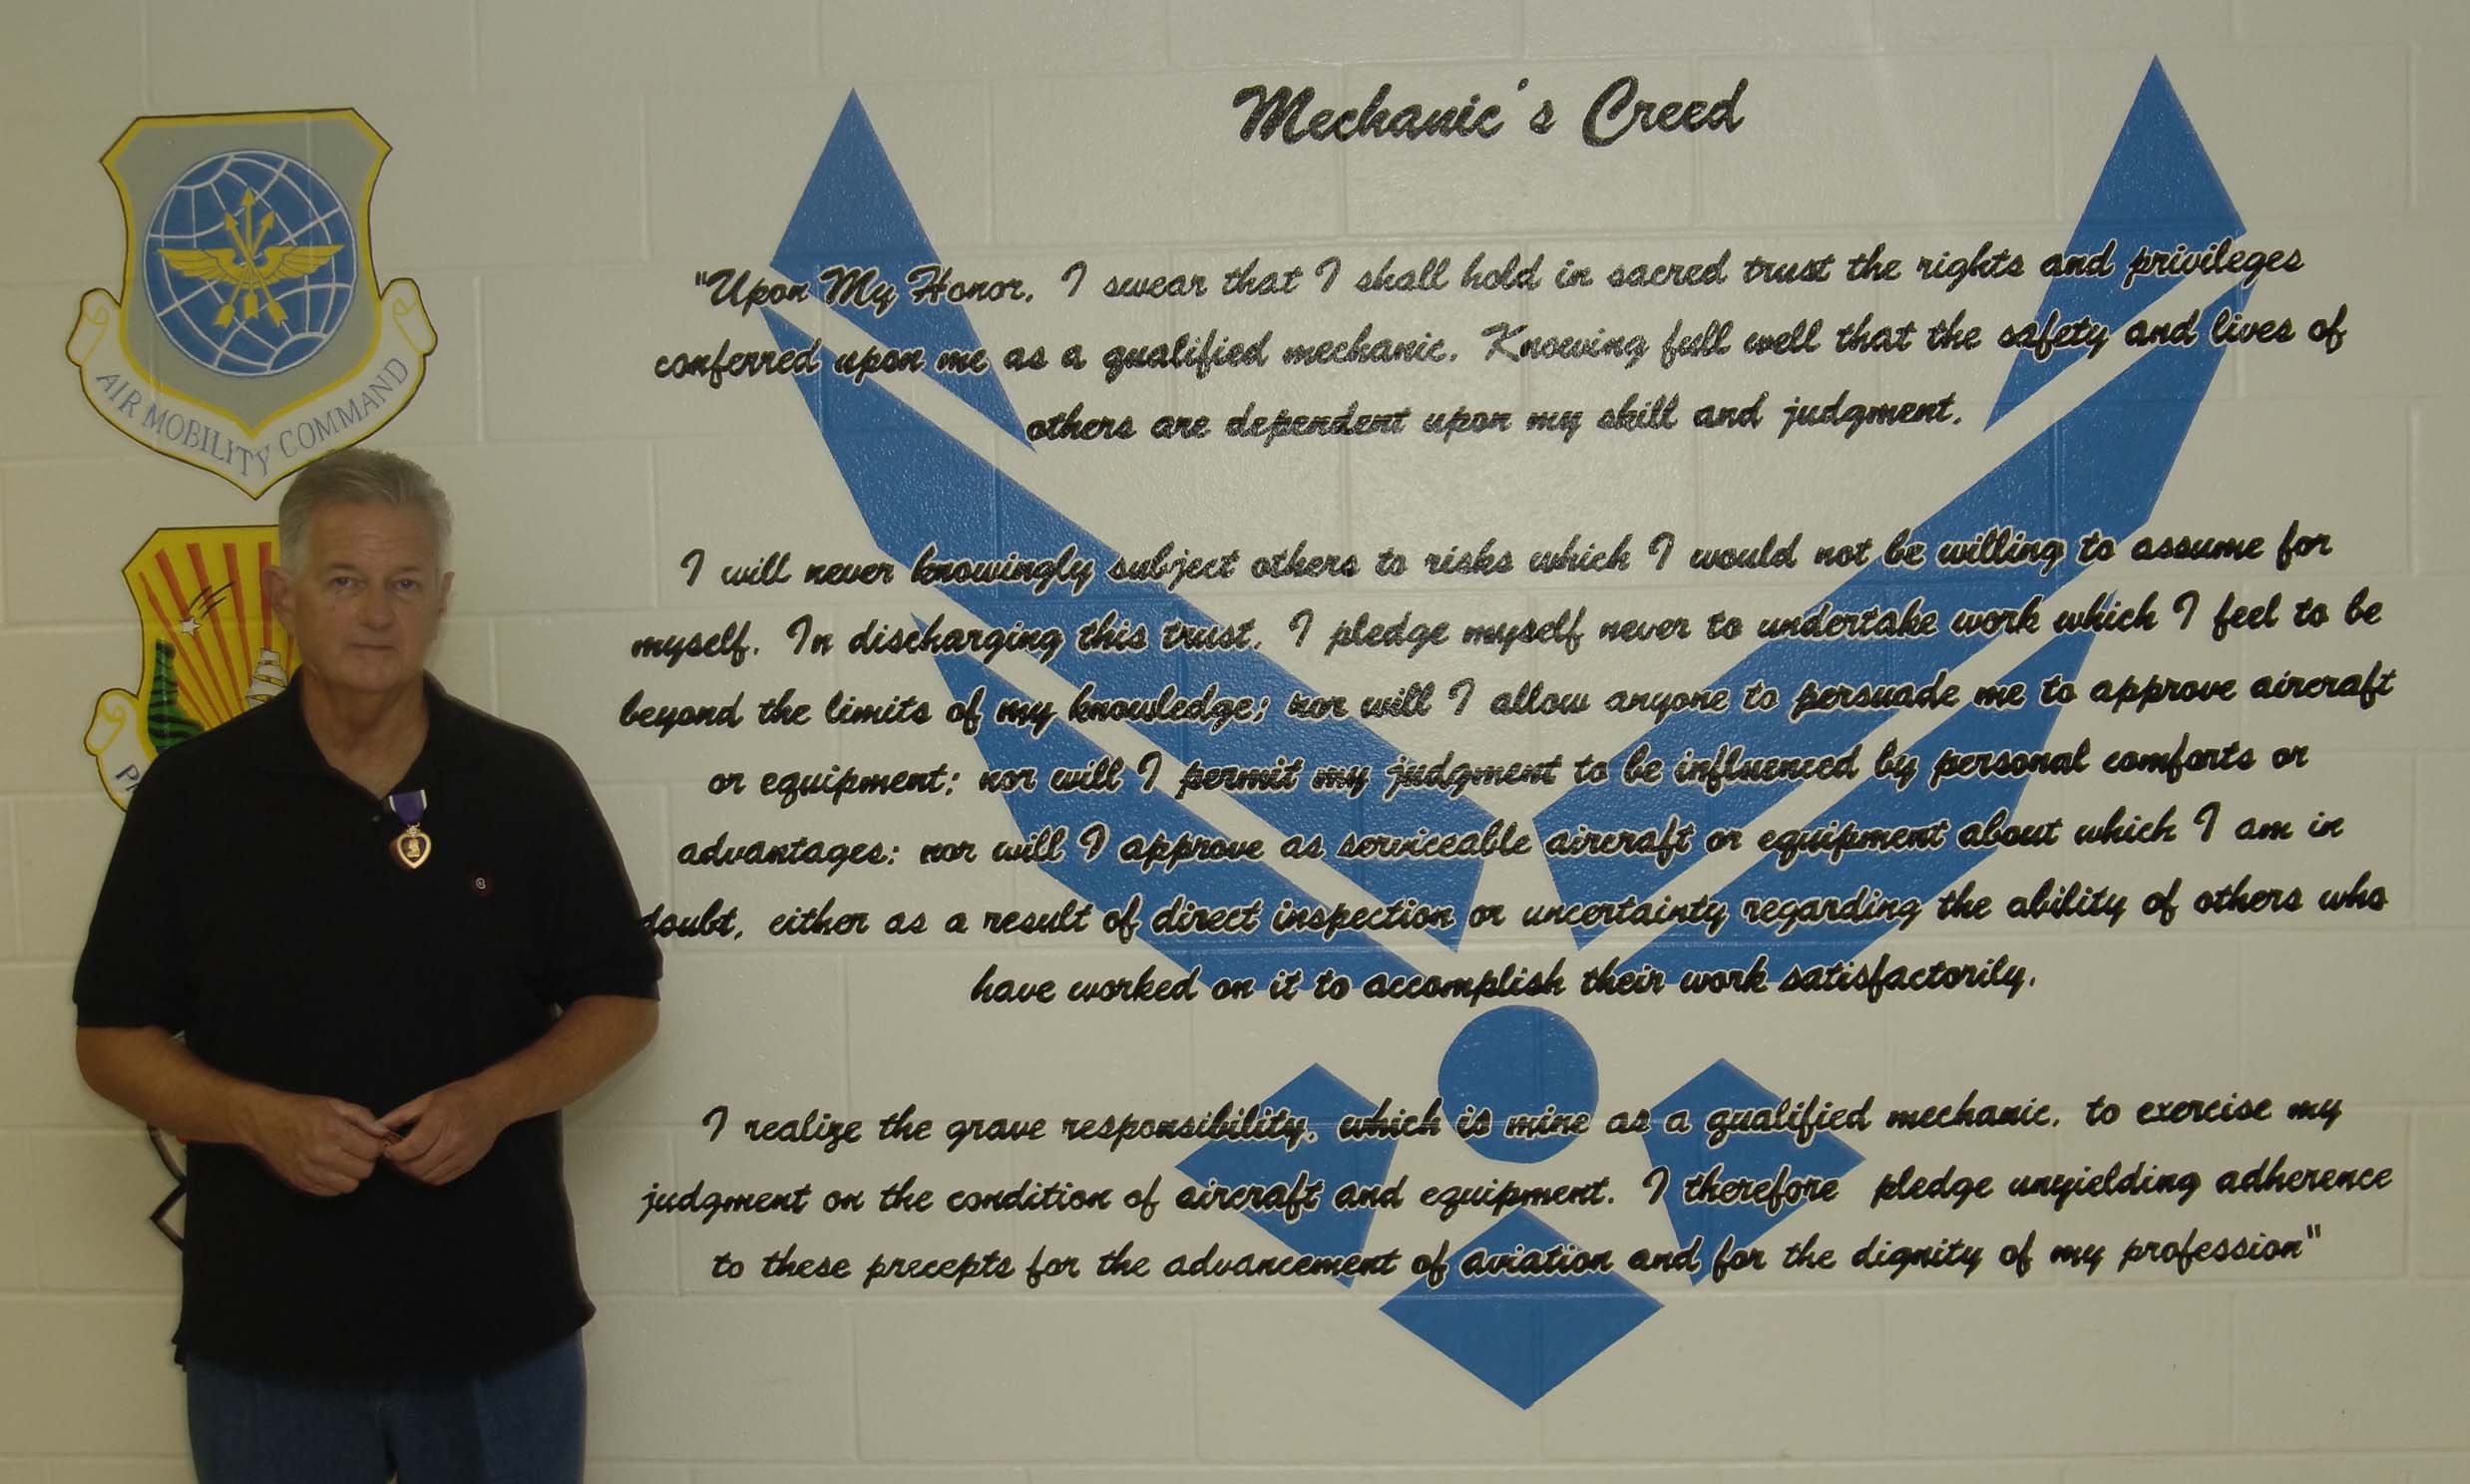 Mechanic's Creed
AIR MOBILITY COMMAND
"Upon My Honor, I swear that I shall hold in sacred trust the rights and privileges
conferred upon me as a qualified mechanic. Knowing full well that the safety and lives of
others are dependent upon my skill and judgment.
I will never knowingly subject others to risks which I would not be willing to assume for
myself. In discharging this trust, I pledge myself never to undertake work which I feel to be
beyond the limits of my knowledge; nor will I allow anyone to persuade me to approve aircraft
or equipment; nor will I permit my judgment to be influenced by personal comforts or
advantages; nor will I approve as serviceable aircraft or equipment about which I am in
doubt, either as a result of direct inspection or uncertainty regarding the ability of others who
have worked on it to accomplish their work satisfactorily.
I realize the grave responsibility, which is mine as a qualified mechanic, to exercise my
judgment on the condition of aircraft and equipment. I therefore pledge unyielding adherence
to these precepts for the advancement of aviation and for the dignity of my profession"